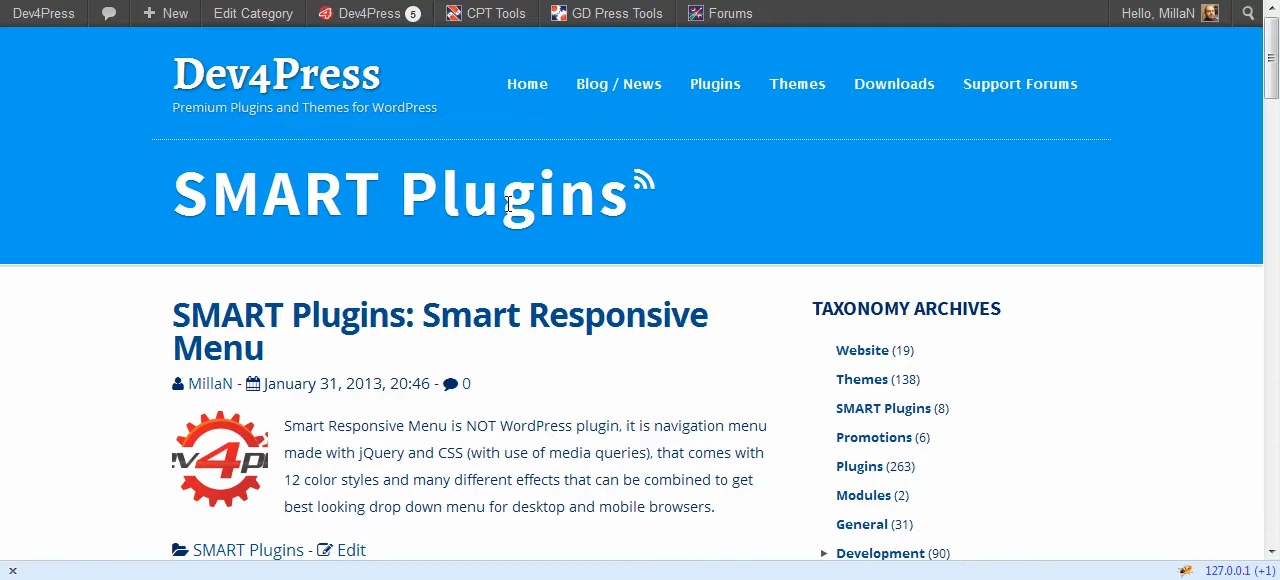 Dev4Press New Edit Category Dev4Press 5 CPT Tools GD Press Tools Forums Hello, MillaN
Dev4Press
Premium Plugins and Themes for WordPress
Home Blog / News Plugins Themes Downloads Support Forums
SMART Plugins
SMART Plugins: Smart Responsive
Menu
MillaN - January 31, 2013, 20:46 - 0
Smart Responsive Menu is NOT WordPress plugin, it is navigation menu
made with jQuery and CSS (with use of media queries), that comes with
12 color styles and many different effects that can be combined to get
best looking drop down menu for desktop and mobile browsers.
ev4pr
SMART Plugins - Edit
TAXONOMY ARCHIVES
Website (19)
Themes (138)
SMART Plugins (8)
Promotions (6)
Plugins (263)
Modules (2)
General (31)
Development (90)
127.0.0.1 (+1)